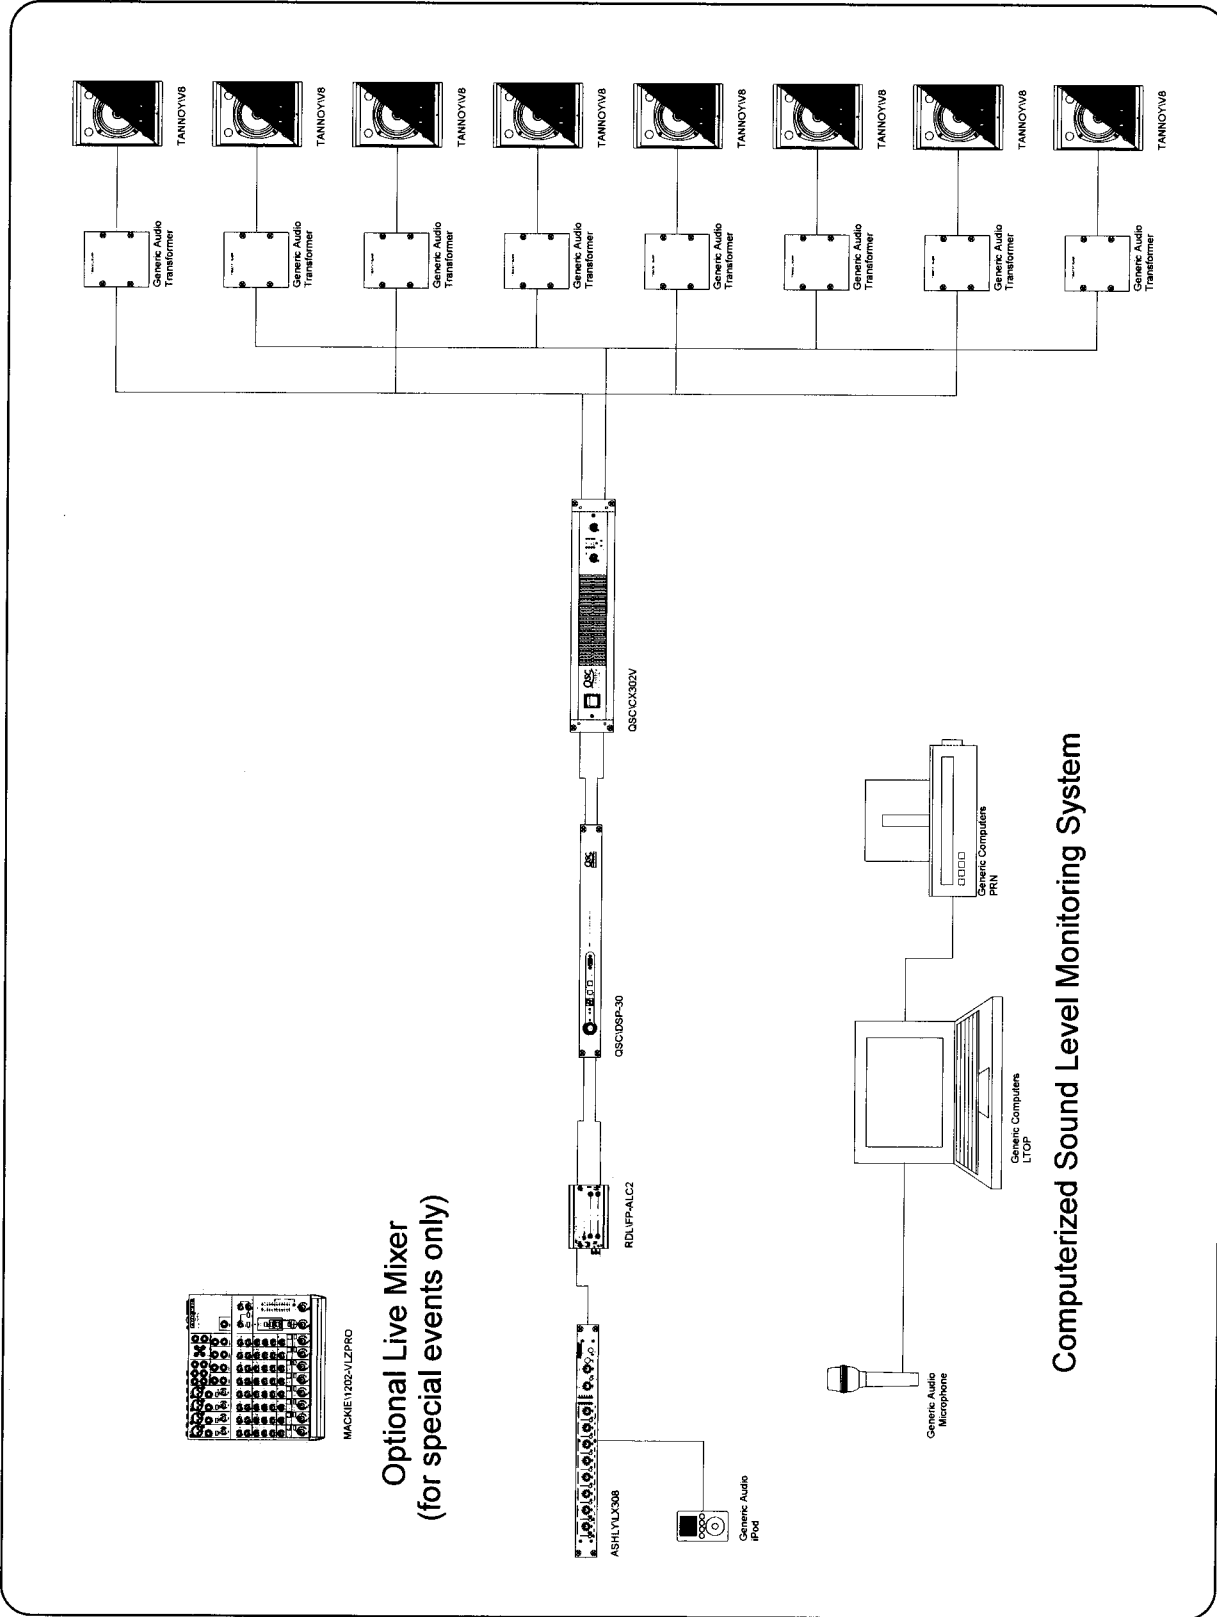 MACKIE\1202-VLZPRO
Optional Live Mixer
(for special events only)
ASHLY\LX308
Generic Audio
iPod
RDL\FP-ALC2
QSC\DSP-30
QSC
QSC\CX302V
QSC
Generic Audio
Transformer
Generic Audio
Transformer
Generic Audio
Transformer
Generic Audio
Transformer
Generic Audio
Transformer
Generic Audio
Transformer
Generic Audio
Transformer
Generic Audio
Transformer
TANNOY\V8
TANNOY\V8
TANNOY\V8
TANNOY\V8
TANNOY\V8
TANNOY\V8
TANNOY\V8
TANNOY\V8
Generic Audio
Microphone
Generic Computers
LTOP
Generic Computers
PRN
Computerized Sound Level Monitoring System